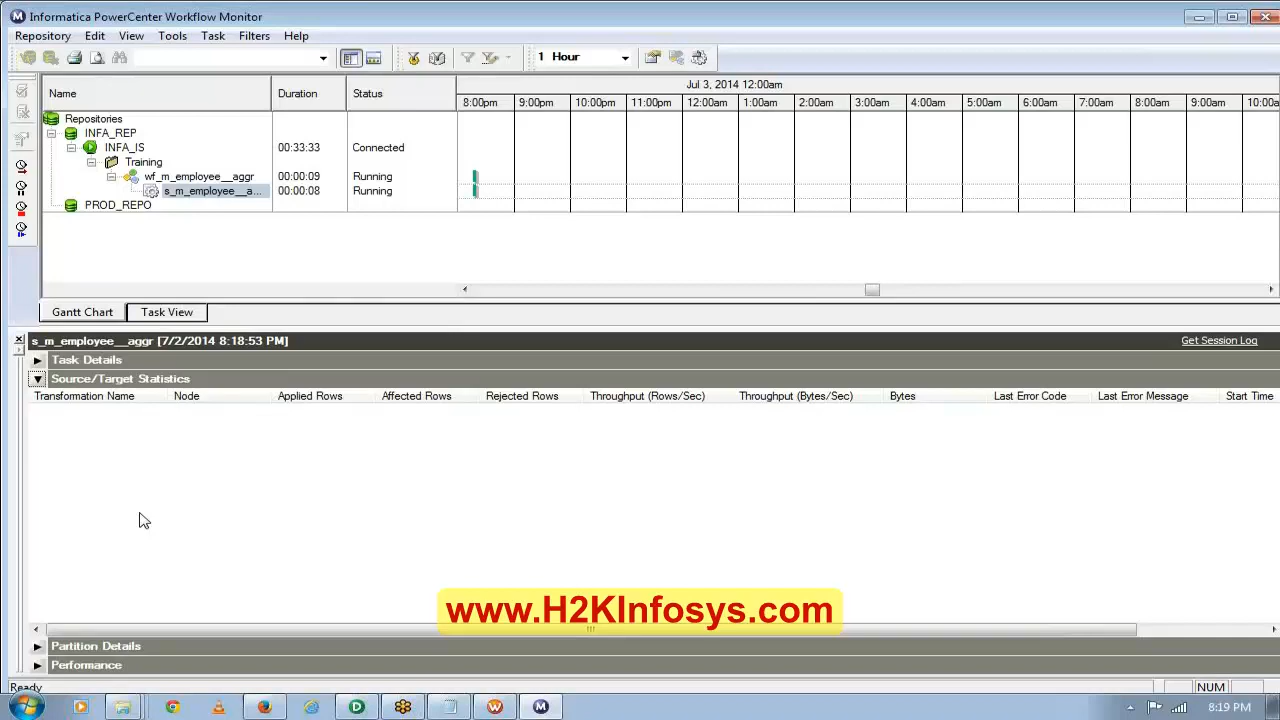 Informatica PowerCenter Workflow Monitor
Repository Edit View Tools Task Filters Help
1 Hour
Name Duration Status Jul 3, 2014 12:00am
8:00pm 9:00pm 10:00pm 11:00pm 12:00am 1:00am 2:00am 3:00am 4:00am 5:00am 6:00am 7:00am 8:00am 9:00am 10:00a
Repositories
INFA_REP
INFA_IS 00:33:33 Connected
Training
wf_m_employee__aggr 00:00:09 Running
s_m_employee__a... 00:00:08 Running
PROD_REPO
Gantt Chart Task View
s_m_employee__aggr [7/2/2014 8:18:53 PM] Get Session Log
Task Details
Source/Target Statistics
Transformation Name Node Applied Rows Affected Rows Rejected Rows Throughput (Rows/Sec) Throughput (Bytes/Sec) Bytes Last Error Code Last Error Message Start Time
www.H2KInfosys.com
Partition Details
Performance
Ready NUM
8:19 PM